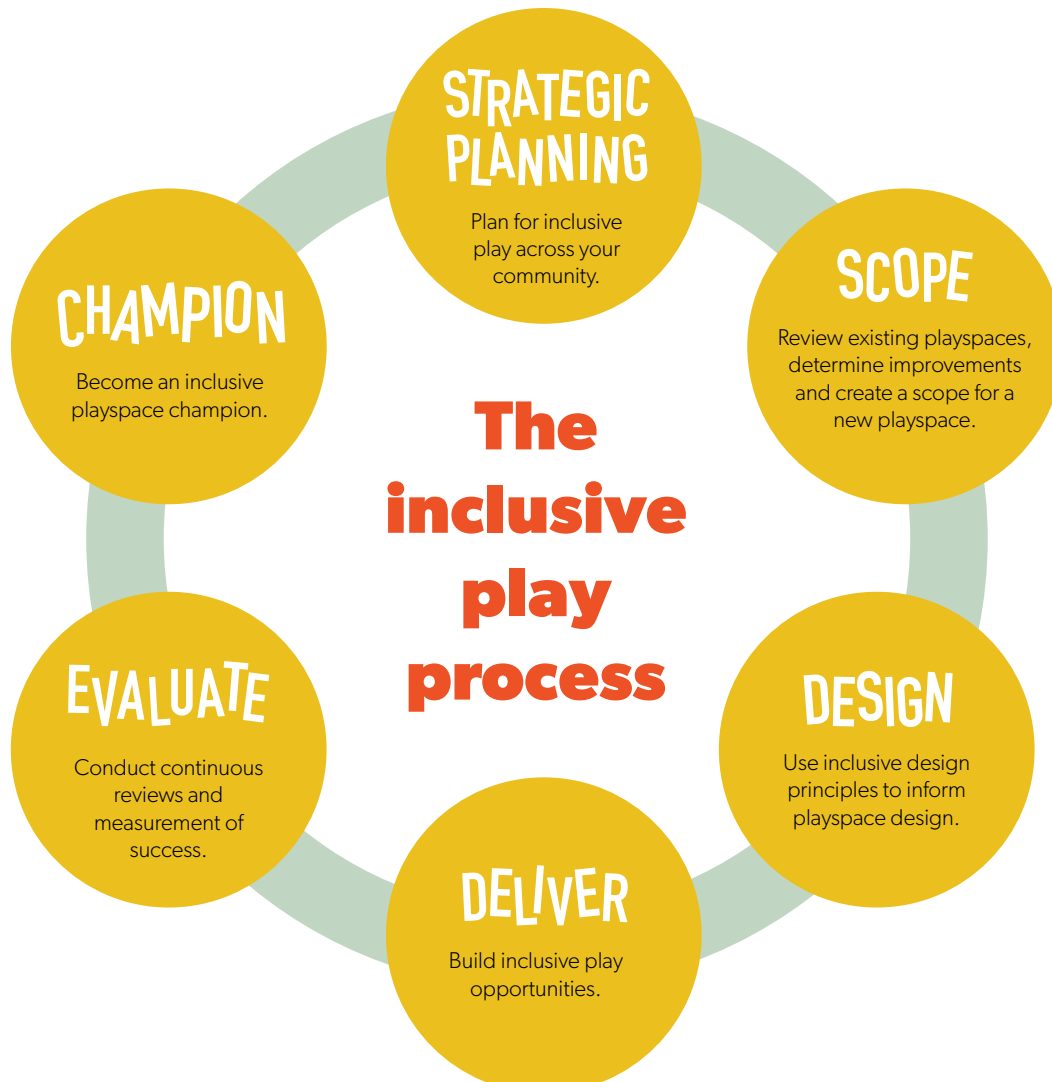 STRATEGIC
PLANNING
Plan for inclusive
play across your
community.
SCOPE
Review existing playspaces,
determine improvements
and create a scope for a
new playspace.
DESIGN
Use inclusive design
principles to inform
playspace design.
DELIVER
Build inclusive play
opportunities.
EVALUATE
Conduct continuous
reviews and
measurement of
success.
CHAMPION
Become an inclusive
playspace champion.
The
inclusive
play
process